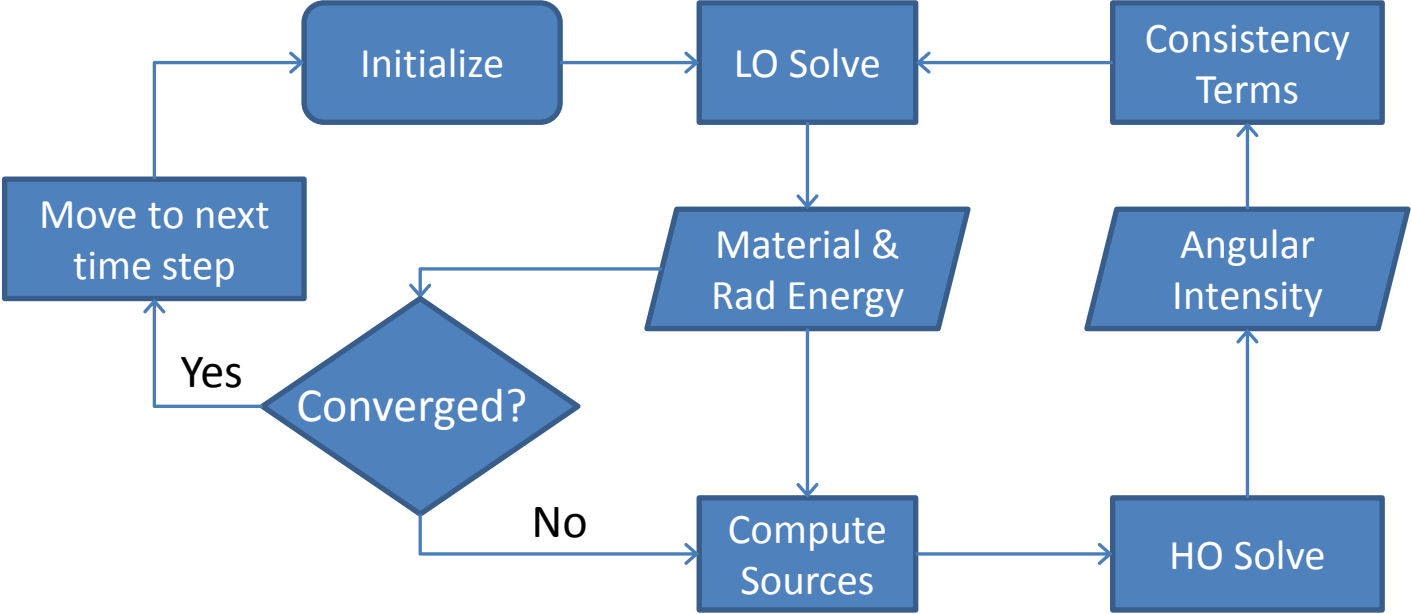 Initialize
LO Solve
Consistency
Terms
Move to next
time step
Material &
Rad Energy
Angular
Intensity
Yes
Converged?
No
Compute
Sources
HO Solve